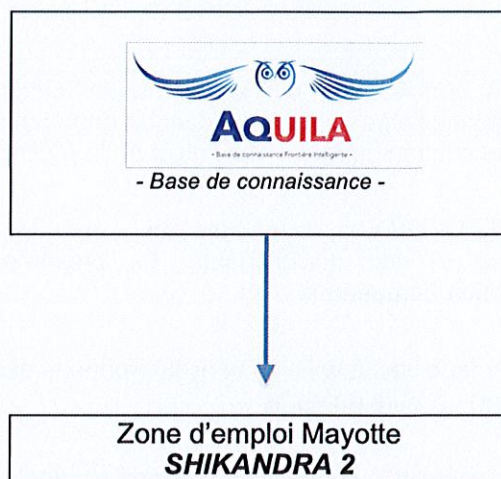 AQUILA
- Base de connaissance Frontière Intelligente -
- Base de connaissance -
Zone d'emploi Mayotte
SHIKANDRA 2